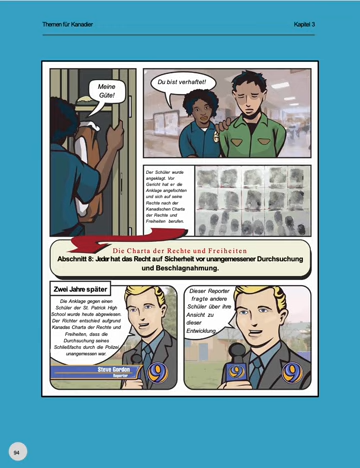 Themen für Kanadier
Kapitel 3
Meine
Güte!
Du bist verhaftet!
Der Schüler wurde
angeklagt. Vor
Gericht hat er die
Anklage angefochten
und sich auf seine
Rechte nach der
Kanadischen Charta
der Rechte und
Freiheiten berufen.
Die Charta der Rechte und Freiheiten
Abschnitt 8: Jeder hat das Recht auf Sicherheit vor unangemessener Durchsuchung
und Beschlagnahmung.
Zwei Jahre später
Die Anklage gegen einen
Schüler der St. Patrick High
School wurde heute abgewiesen.
Der Richter entschied aufgrund
Kanadas Charta der Rechte und
Freiheiten, dass die
Durchsuchung seines
Schließfachs durch die Polizei
unangemessen war.
Steve Gordon
Reporter
9
Dieser Reporter
fragte andere
Schüler über ihre
Ansicht zu
dieser
Entwicklung.
9
9
94